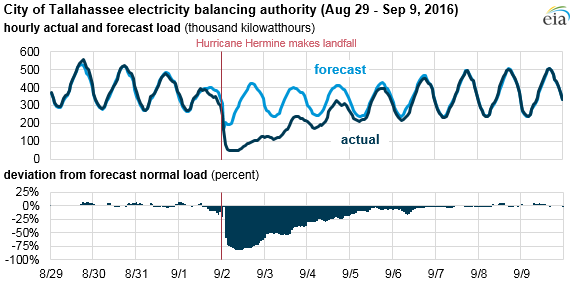 City of Tallahassee electricity balancing authority (Aug 29 - Sep 9, 2016)
hourly actual and forecast load (thousand kilowatthours)
eia
Hurricane Hermine makes landfall
600
500
400
300
200
100
0
forecast
actual
deviation from forecast normal load (percent)
25%
0%
-25%
-50%
-75%
-100%
8/29 8/30 8/31 9/1 9/2 9/3 9/4 9/5 9/6 9/7 9/8 9/9